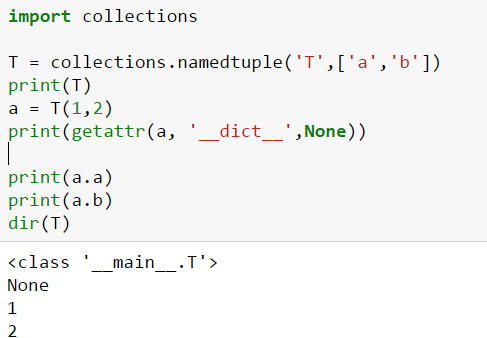 import collections
T = collections.namedtuple('T',['a','b'])
print(T)
a = T(1,2)
print(getattr(a, '__dict__',None))
print(a.a)
print(a.b)
dir(T)
<class '__main__.T'>
None
1
2